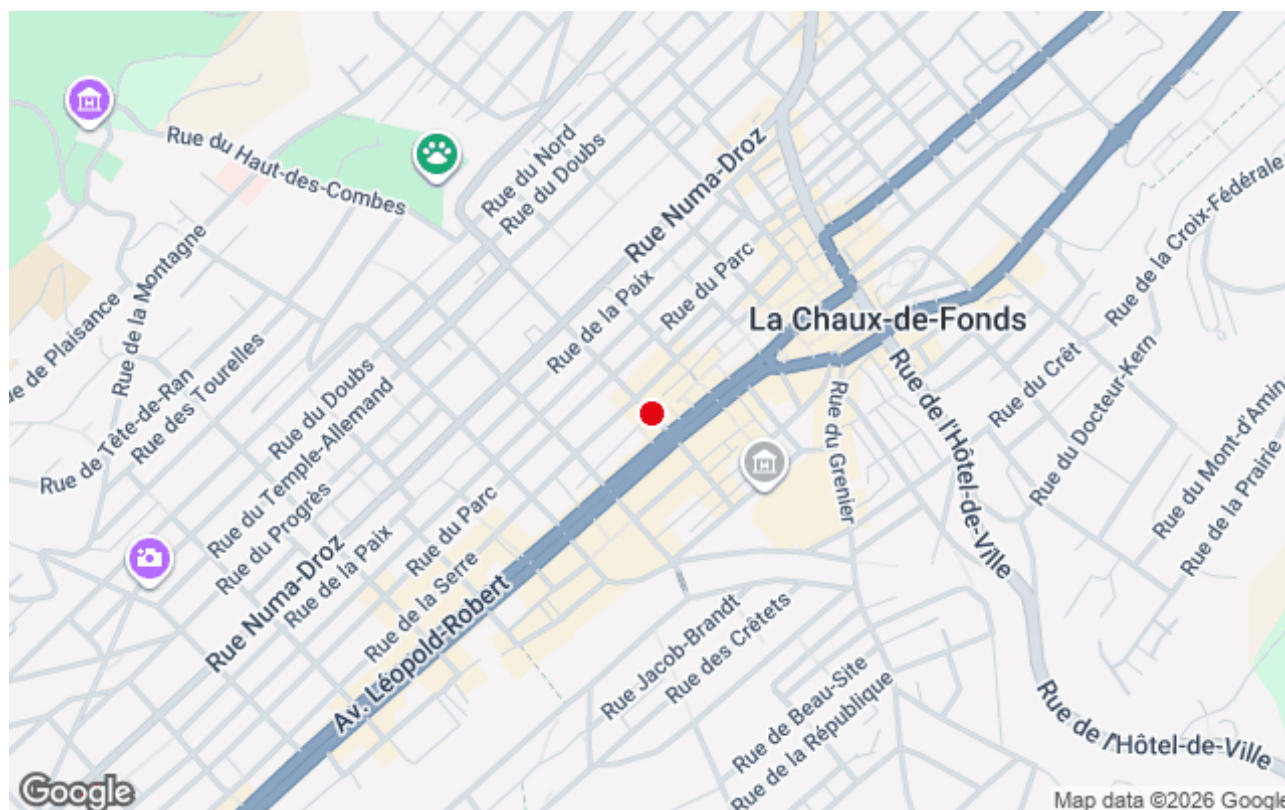 Rue du Haut-des-Combes
Rue du Nord
Rue du Doubs
Rue Numa-Droz
Rue de la Paix
Rue du Parc
La Chaux-de-Fonds
Rue de la Croix-Fédérale
Rue de la Montagne
ue de Plaisance
Rue de Tête-de-Ran
Rue des Tourelles
Rue du Doubs
Rue du Temple-Allemand
Rue du Progrès
Rue Numa-Droz
Rue de la Paix
Rue du Parc
Rue de la Serre
Av. Léopold-Robert
Rue du Grenier
Rue de l'Hôtel-de-Ville
Rue du Crêt
Rue du Docteur-Kern
Rue du Mont-d'Amin
Rue de la Prairie
Rue Jacob-Brandt
Rue des Crêtets
Rue de Beau-Site
Rue de la République
Rue de l'Hôtel-de-Ville
Google
Map data ©2026 Google